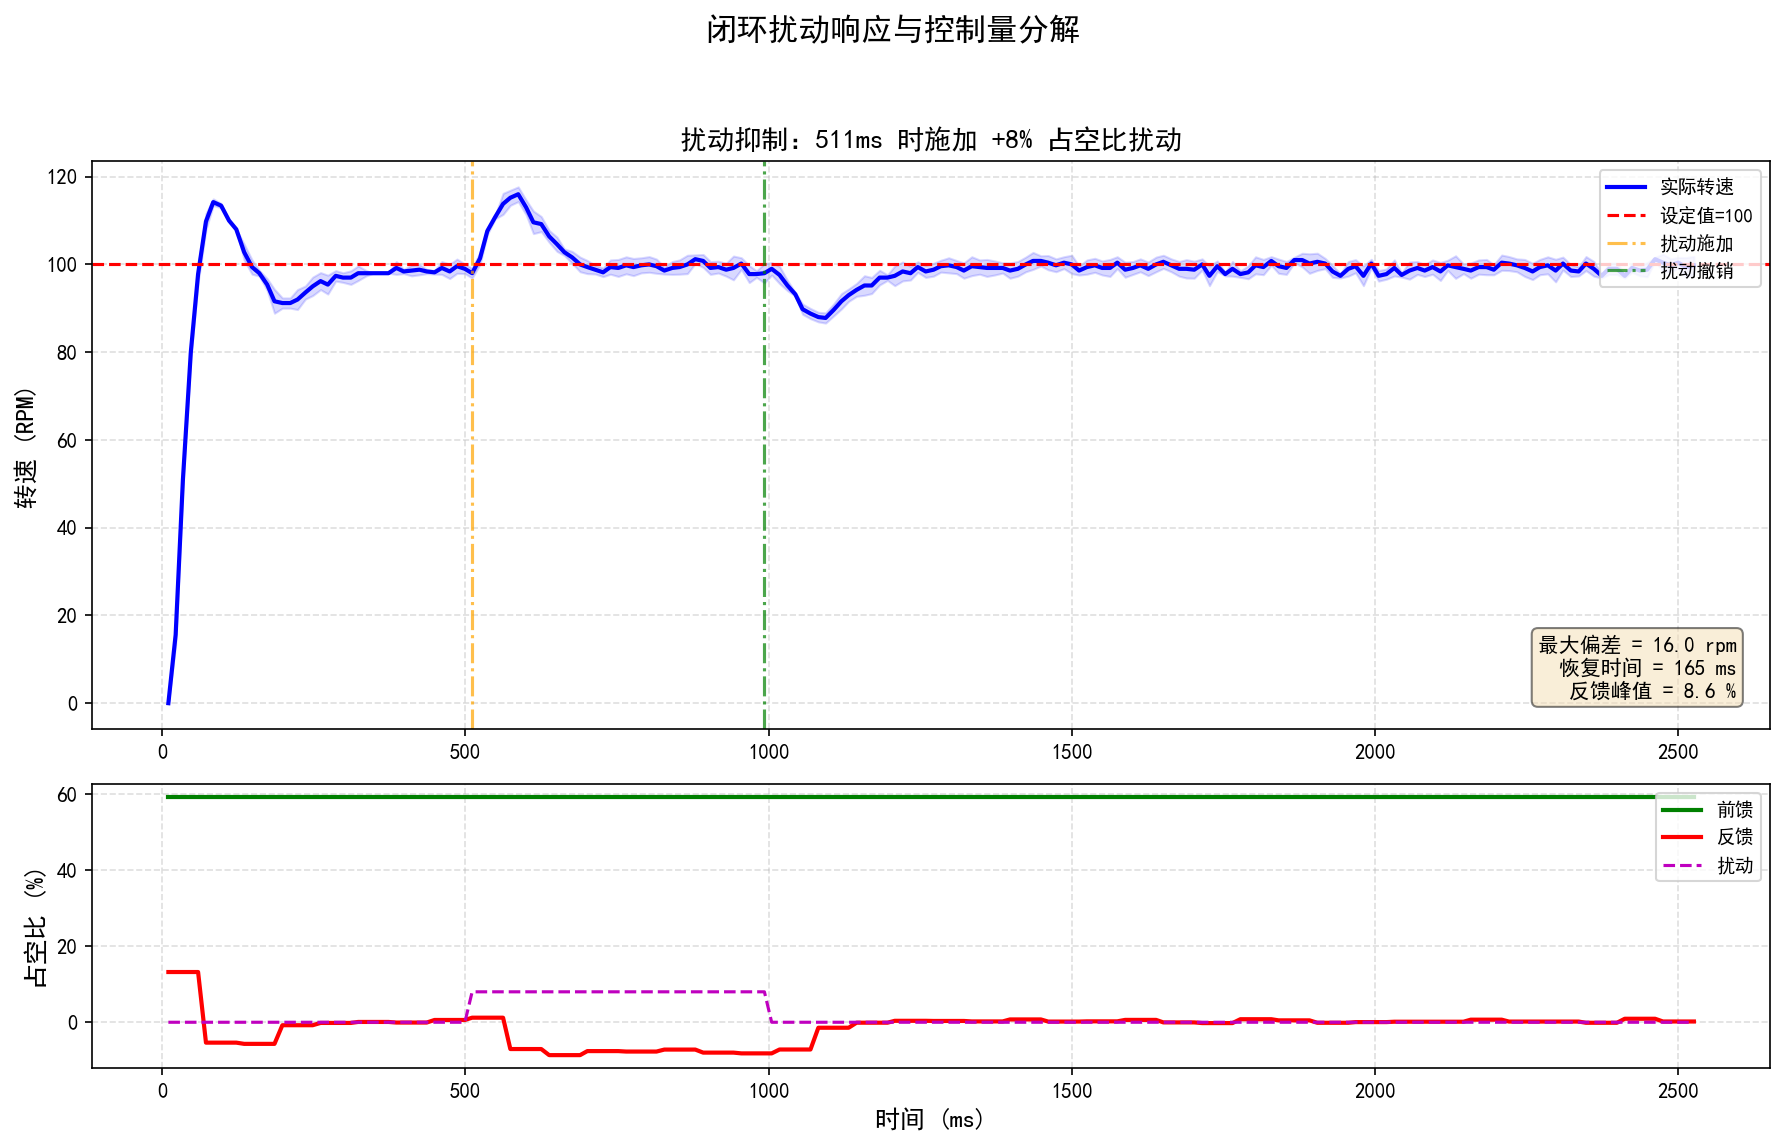 闭环扰动响应与控制量分解
扰动抑制：511ms 时施加 +8% 占空比扰动
转速 (RPM)
120
100
80
60
40
20
0
实际转速
设定值=100
扰动施加
扰动撤销
最大偏差 = 16.0 rpm
恢复时间 = 165 ms
反馈峰值 = 8.6 %
0 500 1000 1500 2000 2500
占空比 (%)
60
40
20
0
前馈
反馈
扰动
0 500 1000 1500 2000 2500
时间 (ms)